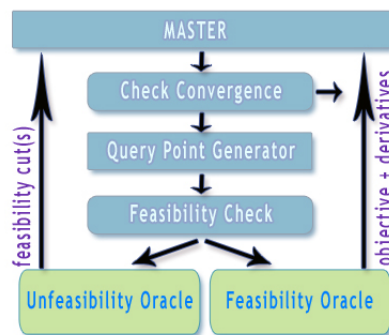 MASTER
Check Convergence
Query Point Generator
Feasibility Check
Unfeasibility Oracle
Feasibility Oracle
feasibility cut(s)
objective + derivatives